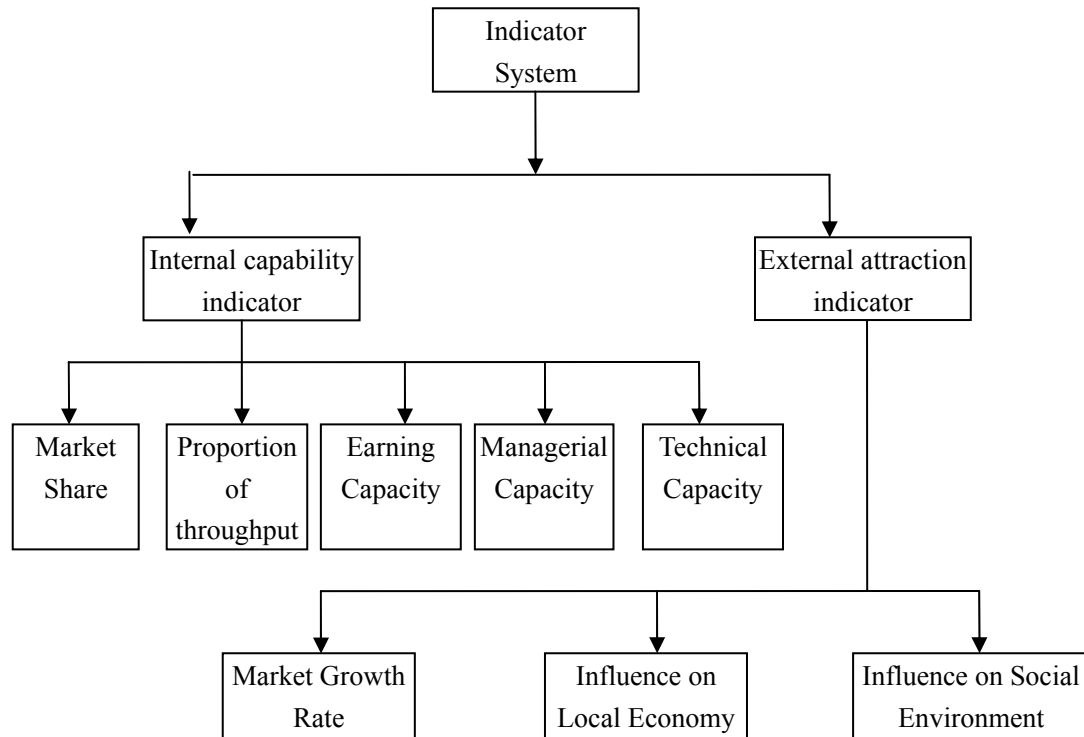 Indicator
System
Internal capability
indicator
External attraction
indicator
Market
Share
Proportion
of
throughput
Earning
Capacity
Managerial
Capacity
Technical
Capacity
Market Growth
Rate
Influence on
Local Economy
Influence on Social
Environment